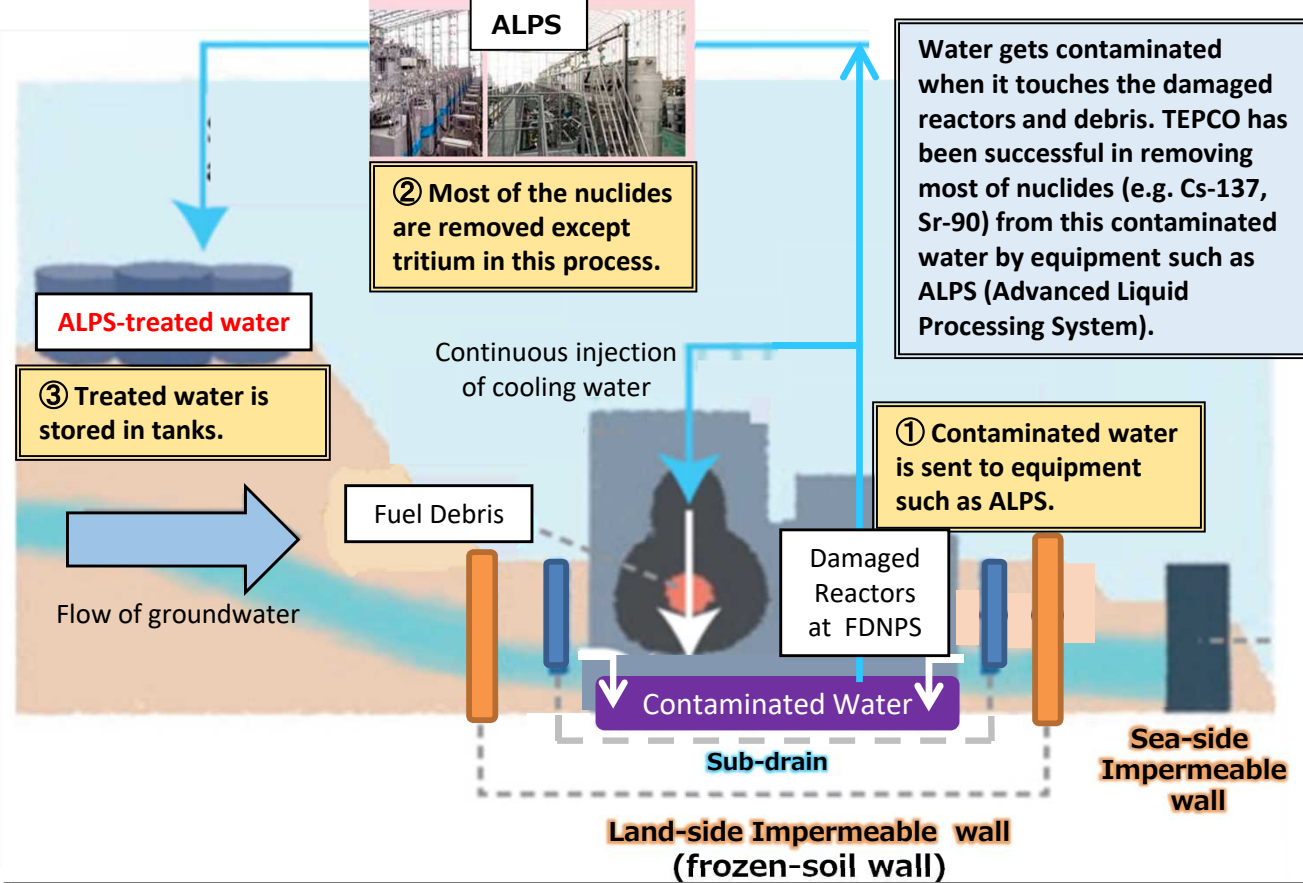 ALPS
Water gets contaminated
when it touches the damaged
reactors and debris. TEPCO has
been successful in removing
most of nuclides (e.g. Cs-137,
Sr-90) from this contaminated
water by equipment such as
ALPS (Advanced Liquid
Processing System).
② Most of the nuclides
are removed except
tritium in this process.
ALPS-treated water
③ Treated water is
stored in tanks.
Continuous injection
of cooling water
① Contaminated water
is sent to equipment
such as ALPS.
Fuel Debris
Damaged
Reactors
at FDNPS
Flow of groundwater
Contaminated Water
Sub-drain
Sea-side
Impermeable
wall
Land-side Impermeable wall
(frozen-soil wall)